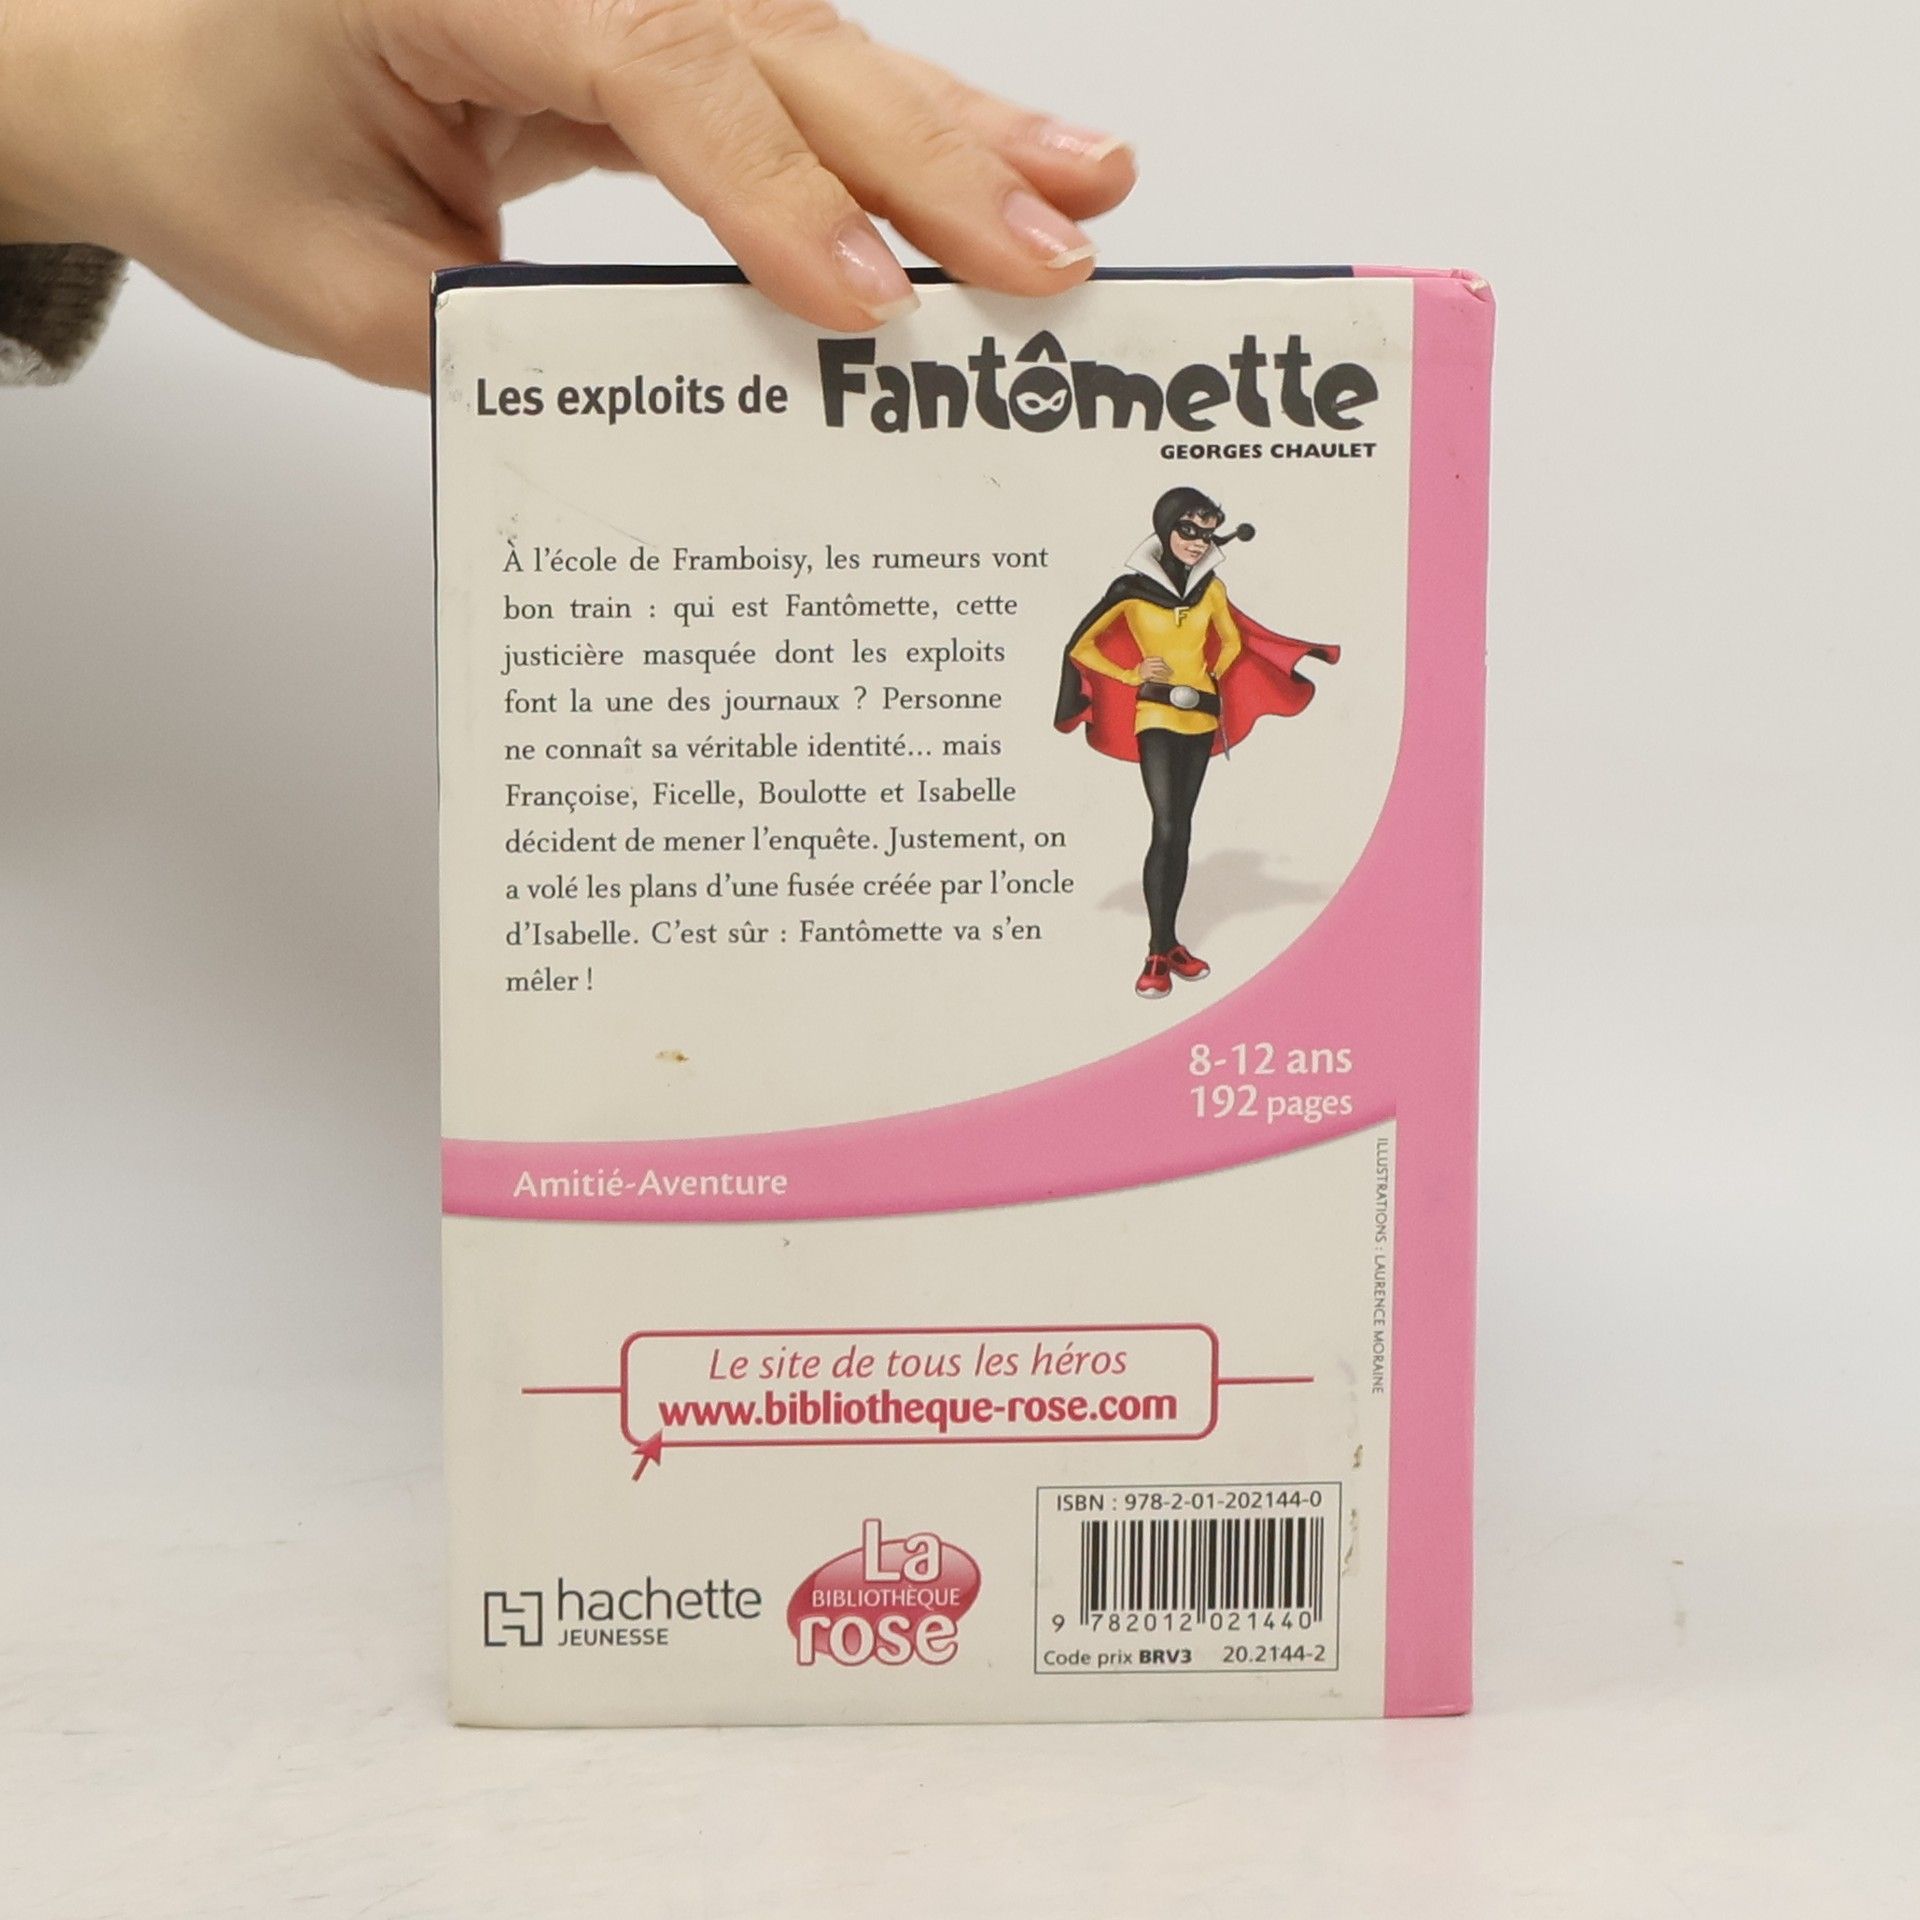 Les exploits de Fantômette
GEORGES CHAULET
F
À l'école de Framboisy, les rumeurs vont
bon train : qui est Fantômette, cette
justicière masquée dont les exploits
font la une des journaux ? Personne
ne connaît sa véritable identité... mais
Françoise, Ficelle, Boulotte et Isabelle
décident de mener l'enquête. Justement, on
a volé les plans d'une fusée créée par l'oncle
d'Isabelle. C'est sûr : Fantômette va s'en
mêler !
8-12 ans
192 pages
Amitié-Aventure
ILLUSTRATIONS : LAURENCE MORAINE
Le site de tous les héros
www.bibliotheque-rose.com
hachette
JEUNESSE
La
BIBLIOTHÈQUE
rose
ISBN : 978-2-01-202144-0
9 782012 021440
Code prix BRV3 20.2144-2